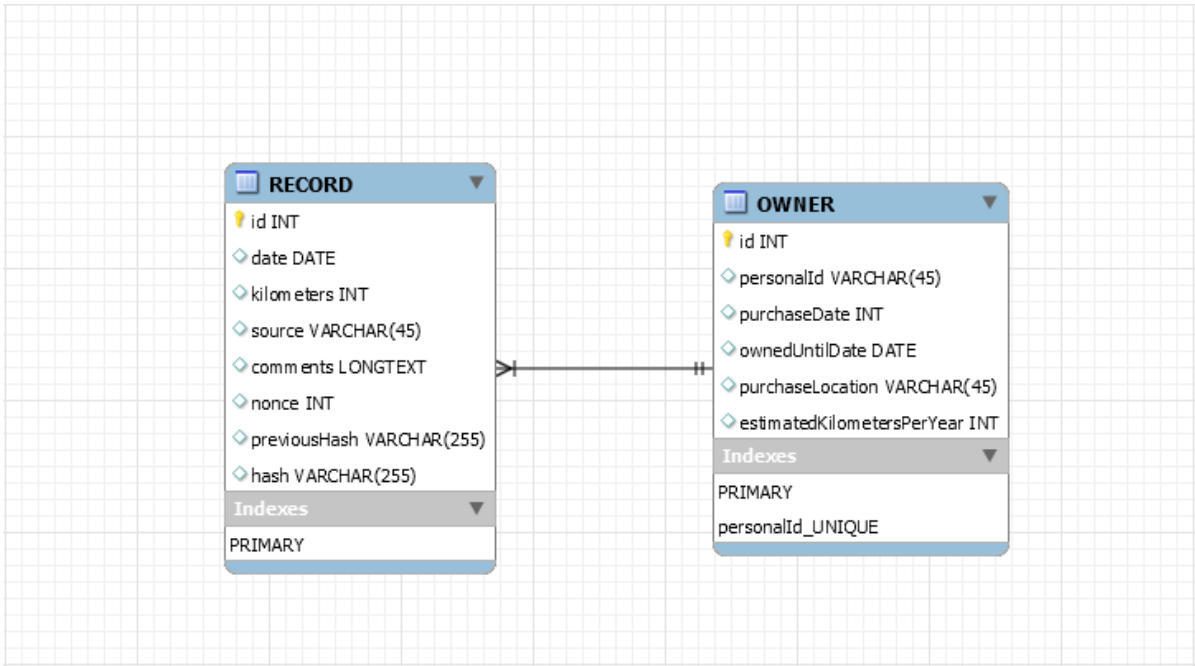 RECORD
id INT
date DATE
kilometers INT
source VARCHAR(45)
comments LONGTEXT
nonce INT
previousHash VARCHAR(255)
hash VARCHAR(255)
Indexes
PRIMARY
OWNER
id INT
personalId VARCHAR(45)
purchaseDate INT
ownedUntilDate DATE
purchaseLocation VARCHAR(45)
estimatedKilometersPerYear INT
Indexes
PRIMARY
personalId_UNIQUE